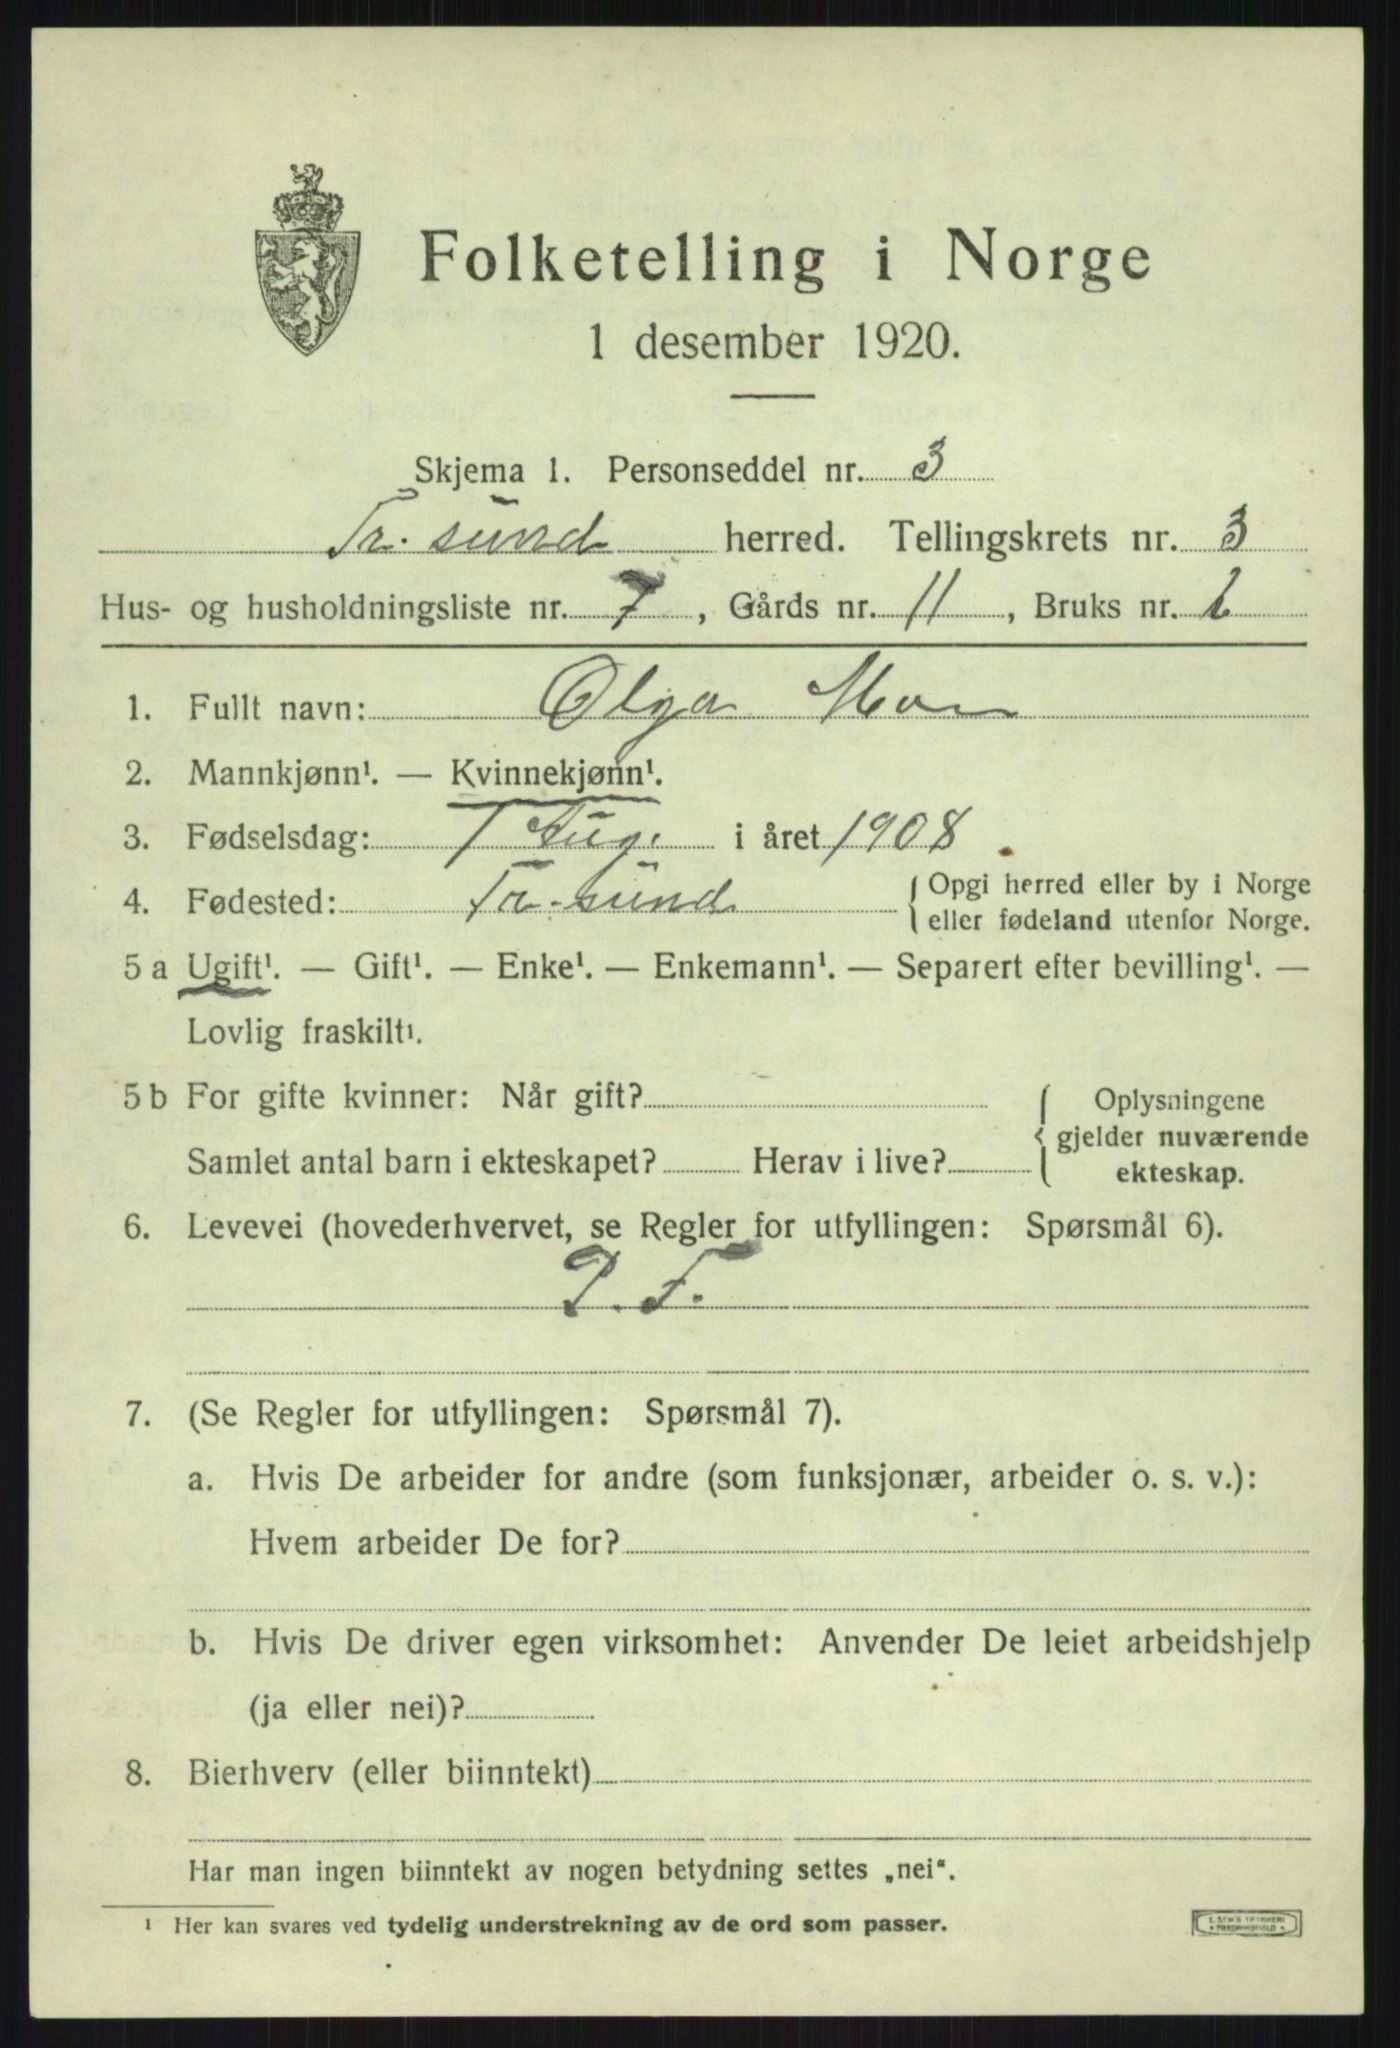 Folketelling i Norge
1 desember 1920.
Skjema 1. Personseddel nr. 3
Tr. sund herred. Tellingskrets nr. 3
Hus- og husholdningsliste nr. 7, Gårds nr. 11, Bruks nr.
1. Fullt navn: Olga Moe
2. Mannkjønn¹. — Kvinnekjønn¹.
3. Fødselsdag: 7 Aug. i året 1908
4. Fødested: Tr. sund { Opgi herred eller by i Norge
eller fødeland utenfor Norge.
5 a Ugift¹. — Gift¹. — Enke¹. — Enkemann¹. — Separert efter bevilling¹. —
Lovlig fraskilt¹.
5 b For gifte kvinner: Når gift? { Oplysningene
gjelder nuværende
Samlet antal barn i ekteskapet? Herav i live? ekteskap.
6. Levevei (hovederhvervet, se Regler for utfyllingen: Spørsmål 6).
P. F.
7. (Se Regler for utfyllingen: Spørsmål 7).
a. Hvis De arbeider for andre (som funksjonær, arbeider o. s. v.):
Hvem arbeider De for?
b. Hvis De driver egen virksomhet: Anvender De leiet arbeidshjelp
(ja eller nei)?
8. Bierhverv (eller biinntekt)
Har man ingen biinntekt av nogen betydning settes „nei“.
¹ Her kan svares ved tydelig understrekning av de ord som passer.